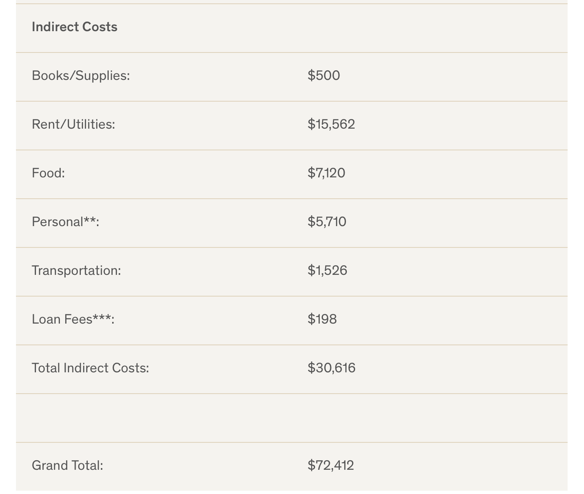 Indirect Costs
Books/Supplies: $500
Rent/Utilities: $15,562
Food: $7,120
Personal**: $5,710
Transportation: $1,526
Loan Fees***: $198
Total Indirect Costs: $30,616
Grand Total: $72,412